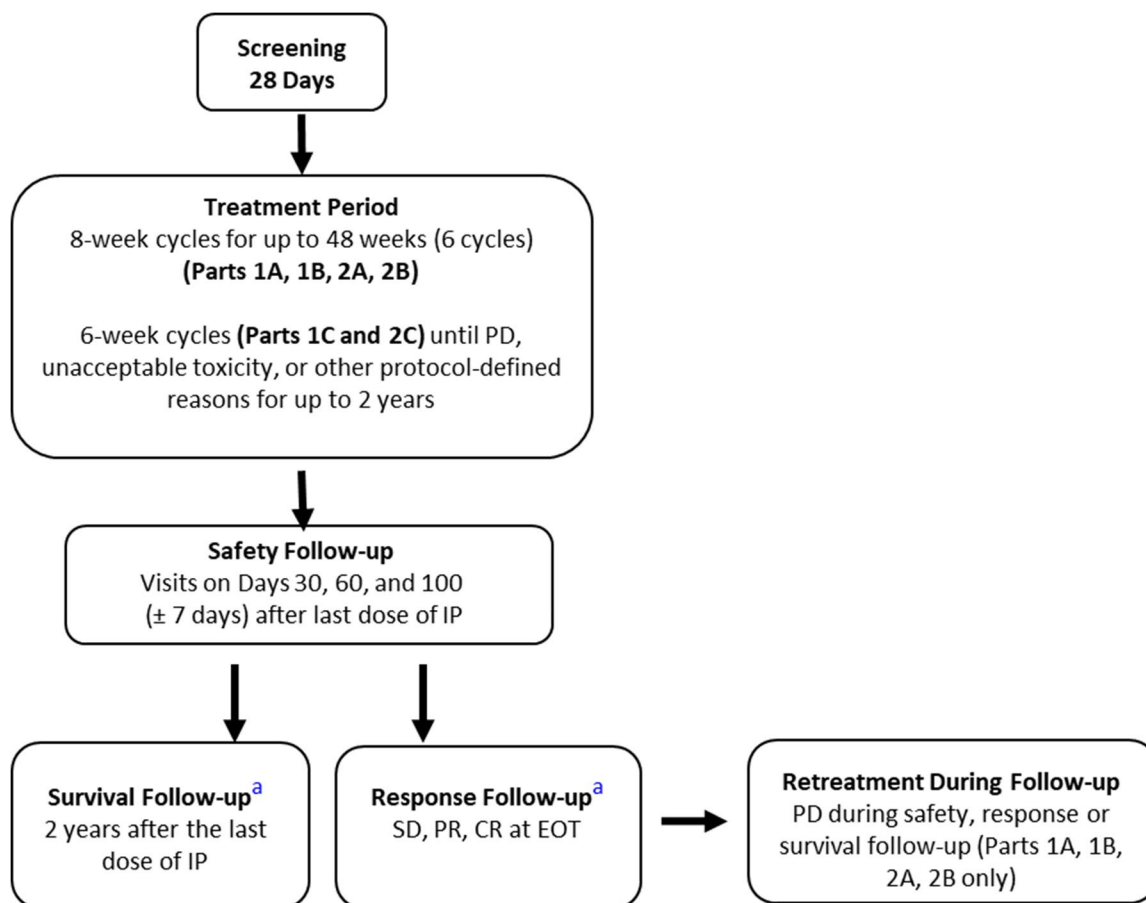 Screening
28 Days
Treatment Period
8-week cycles for up to 48 weeks (6 cycles)
(Parts 1A, 1B, 2A, 2B)
6-week cycles (Parts 1C and 2C) until PD,
unacceptable toxicity, or other protocol-defined
reasons for up to 2 years
Safety Follow-up
Visits on Days 30, 60, and 100
(± 7 days) after last dose of IP
Survival Follow-upa
2 years after the last
dose of IP
Response Follow-upa
SD, PR, CR at EOT
Retreatment During Follow-up
PD during safety, response or
survival follow-up (Parts 1A, 1B,
2A, 2B only)